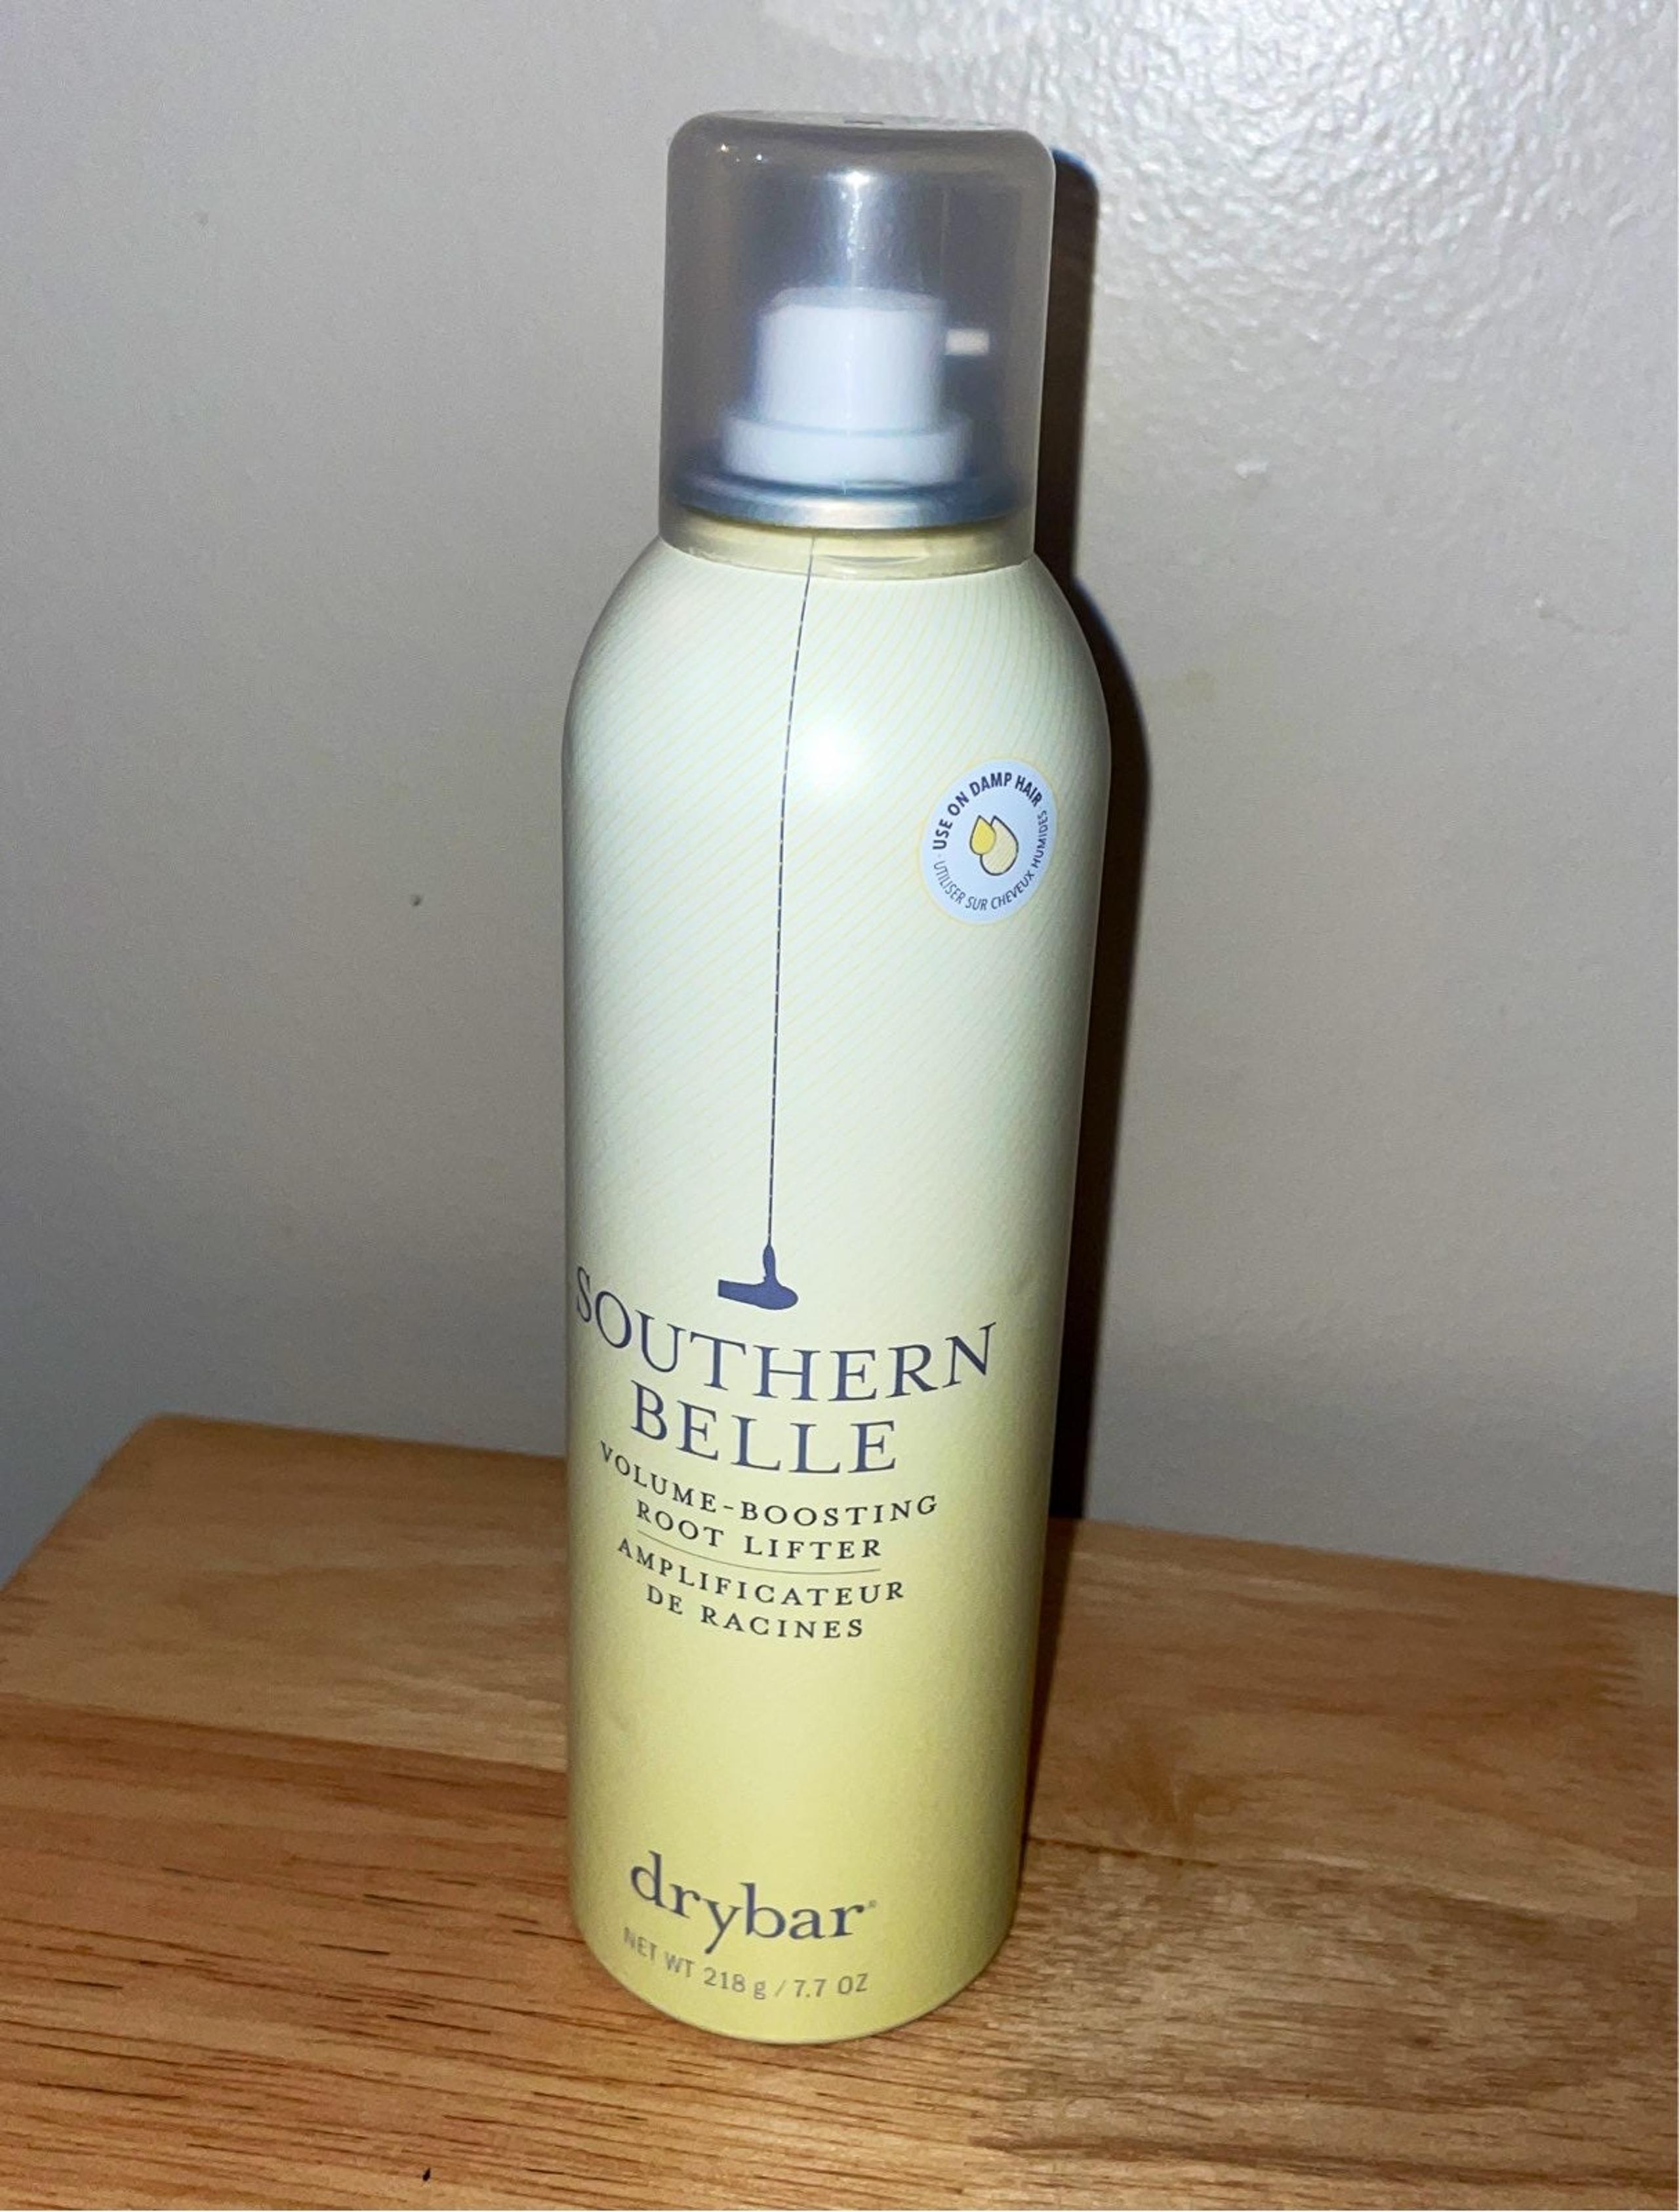 USE ON DAMP HAIR
UTILISER SUR CHEVEUX HUMIDES
SOUTHERN
BELLE
VOLUME-BOOSTING
ROOT LIFTER
AMPLIFICATEUR
DE RACINES
drybar®
NET WT 218 g / 7.7 OZ